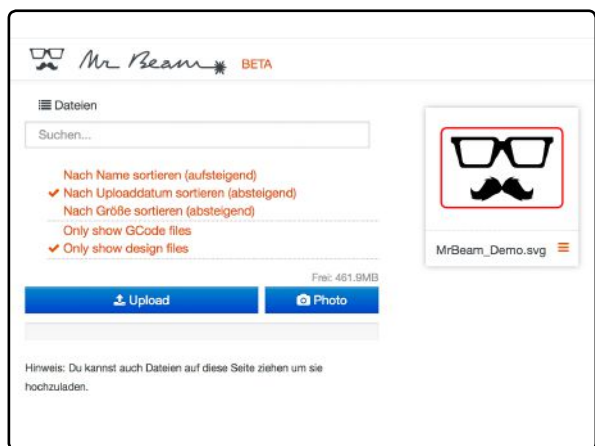 Mr Beam BETA
Dateien
Suchen...
Nach Name sortieren (aufsteigend)
Nach Uploaddatum sortieren (absteigend)
Nach Größe sortieren (absteigend)
Only show GCode files
Only show design files
Frei: 461.9MB
Upload
Photo
Hinweis: Du kannst auch Dateien auf diese Seite ziehen um sie
hochzuladen.
MrBeam_Demo.svg